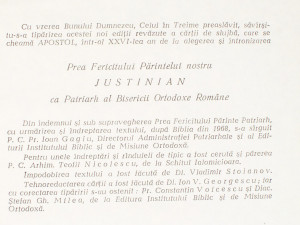 Cu vrerea Bunului Dumnezeu, Celui în Treime preaslăvit, săvîrși-
tu-s-a tipărirea acestei noi ediții revăzute a cărții de slujbă, care se
cheamă APOSTOL, într-al XXVI-lea an de la alegerea și întronizarea
Prea Fericitului Părintelui nostru
JUSTINIAN
ca Patriarh al Bisericii Ortodoxe Române
Din îndemnul și sub supravegherea Prea Fericitului Părinte Patriarh,
cu urmărirea și îndreptarea textului, după Biblia din 1968, s-a sîrguit
P. C. Pr. Ioan Gagiu, Directorul Administrației Patriarhale și al Edi-
turii Institutului Biblic și de Misiune Ortodoxă.
Pentru unele îndreptări și rînduieli de tipic a fost cerută și părerea
P. C. Arhim. Teofil Niculescu, de la Schitul Ialomicioara.
Împodobirea textului a fost făcută de Dl. Vladimir Stoianov.
Tehnoredactarea cărții a fost făcută de Dl. Ion V. Georgescu; iar
cu corectarea tipăririi s-au ostenit: Pr. Constantin Voicescu și Diac.
Ștefan Gh. Milea, de la Editura Institutului Biblic și de Misiune
Ortodoxă.